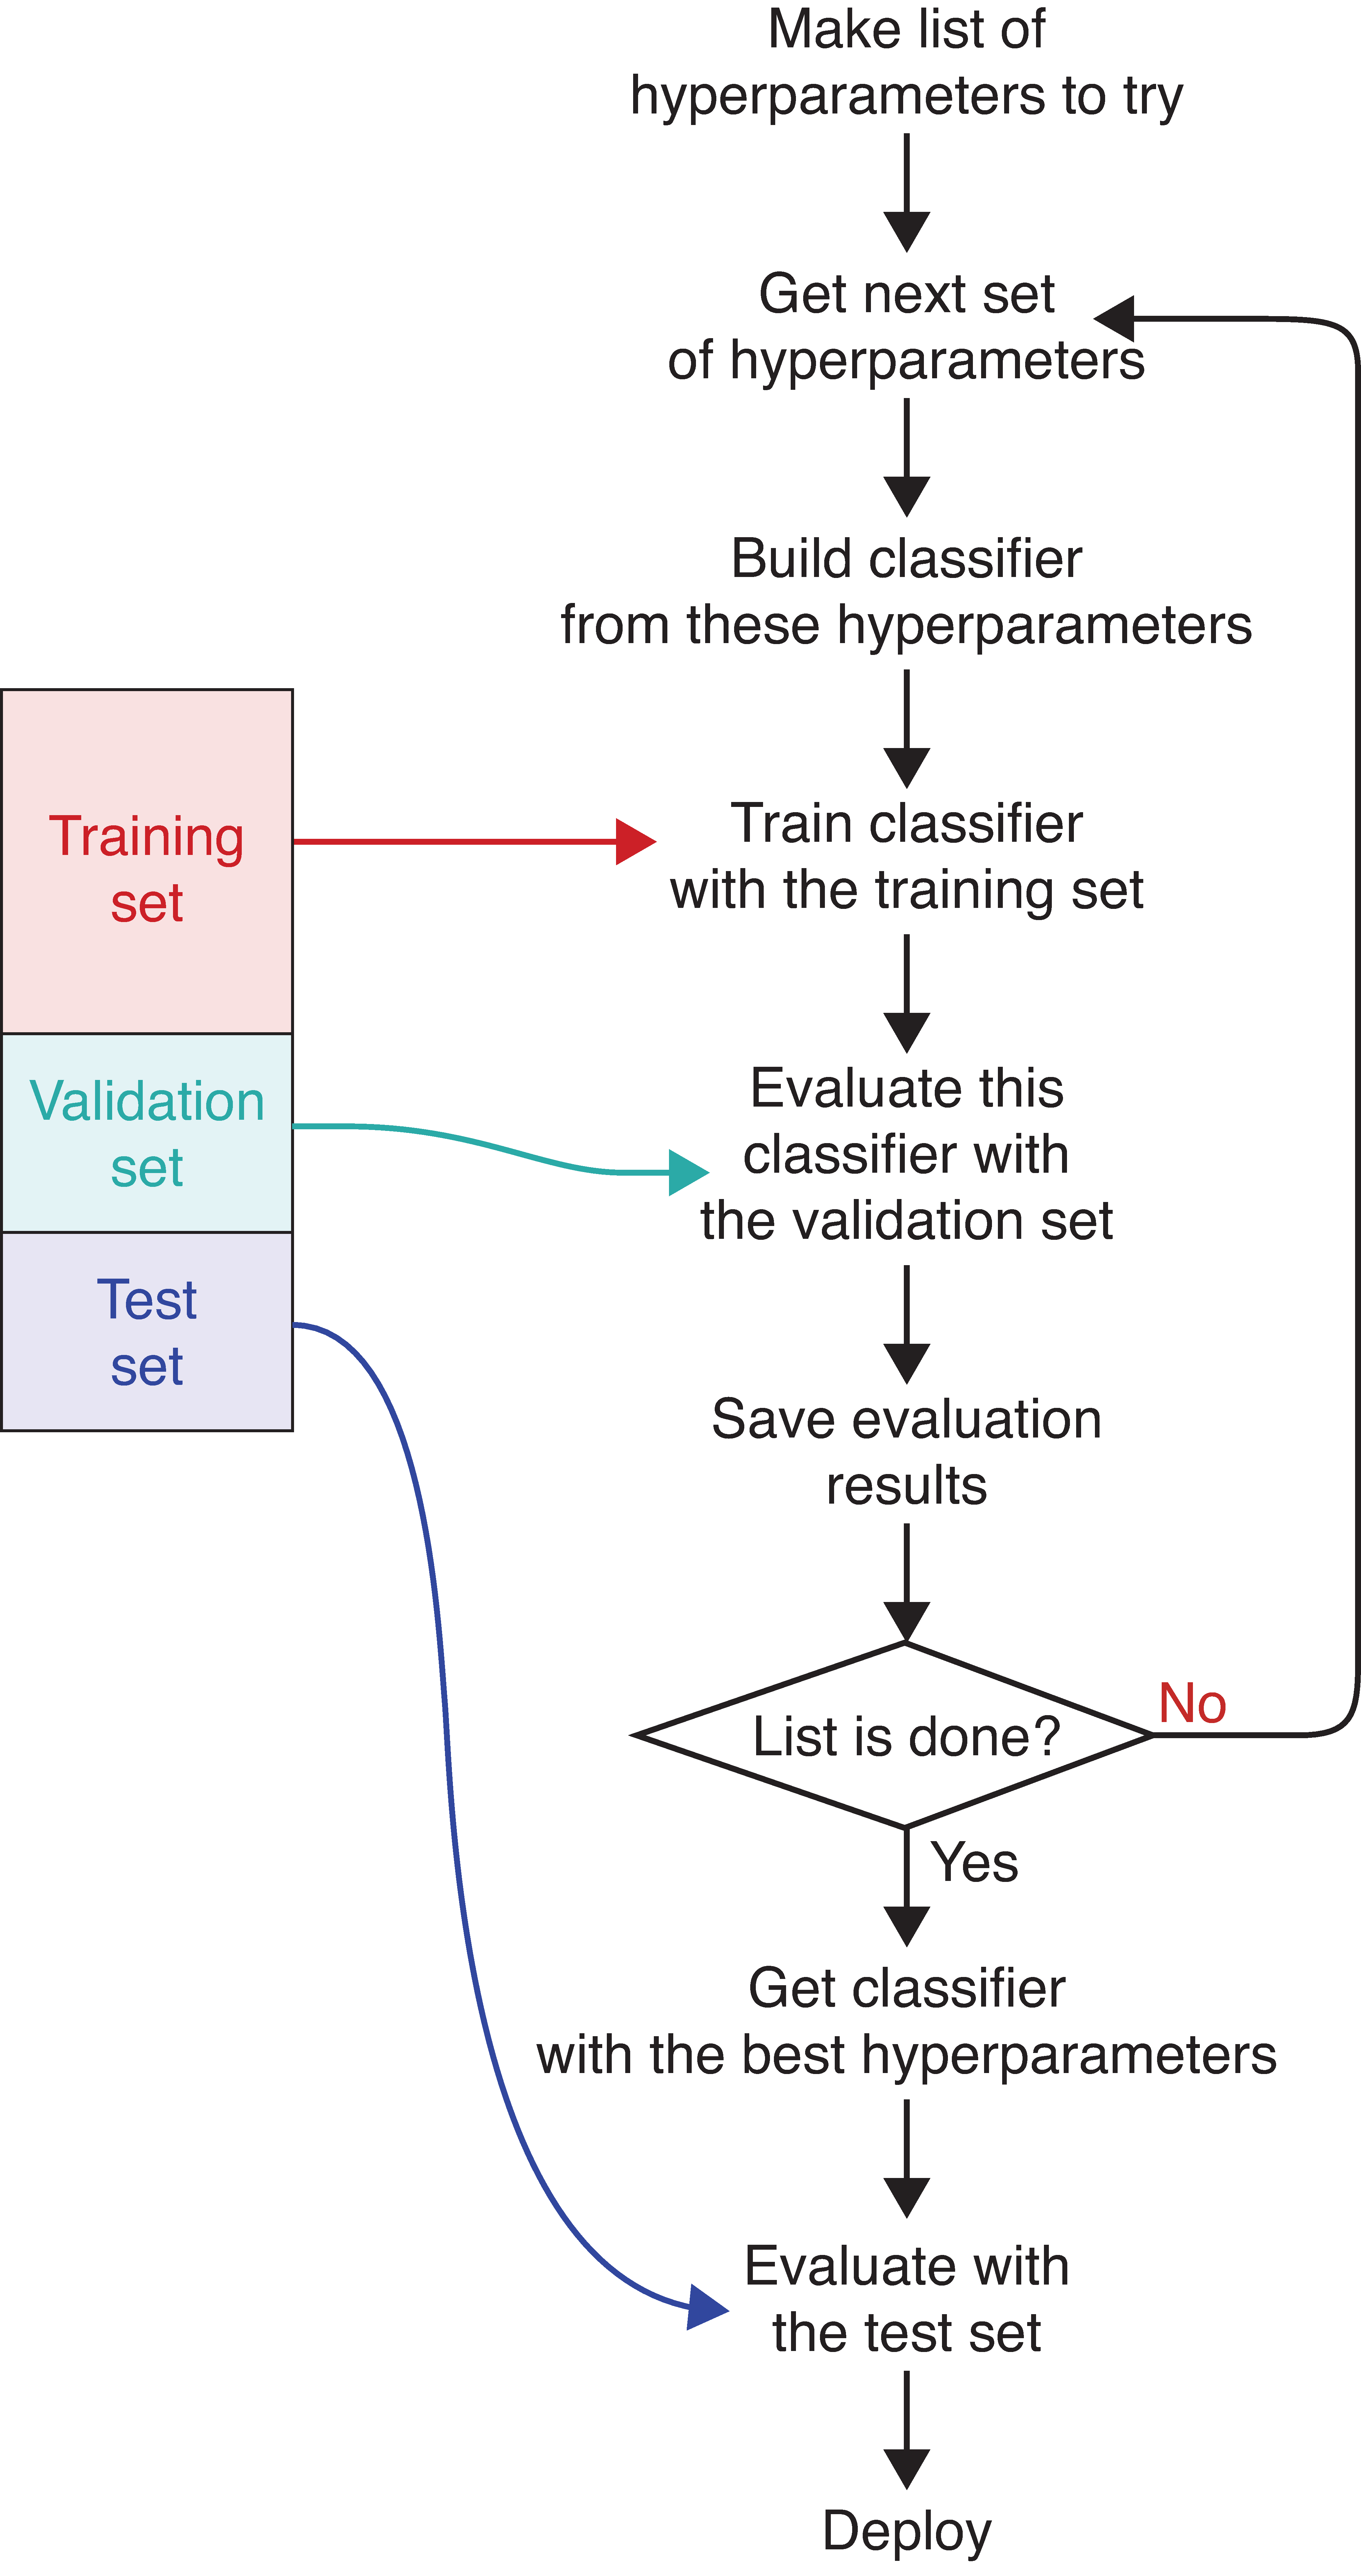 Make list of
hyperparameters to try
Get next set
of hyperparameters
Build classifier
from these hyperparameters
Training
set
Train classifier
with the training set
Validation
set
Evaluate this
classifier with
the validation set
Test
set
Save evaluation
results
List is done?
No
Yes
Get classifier
with the best hyperparameters
Evaluate with
the test set
Deploy